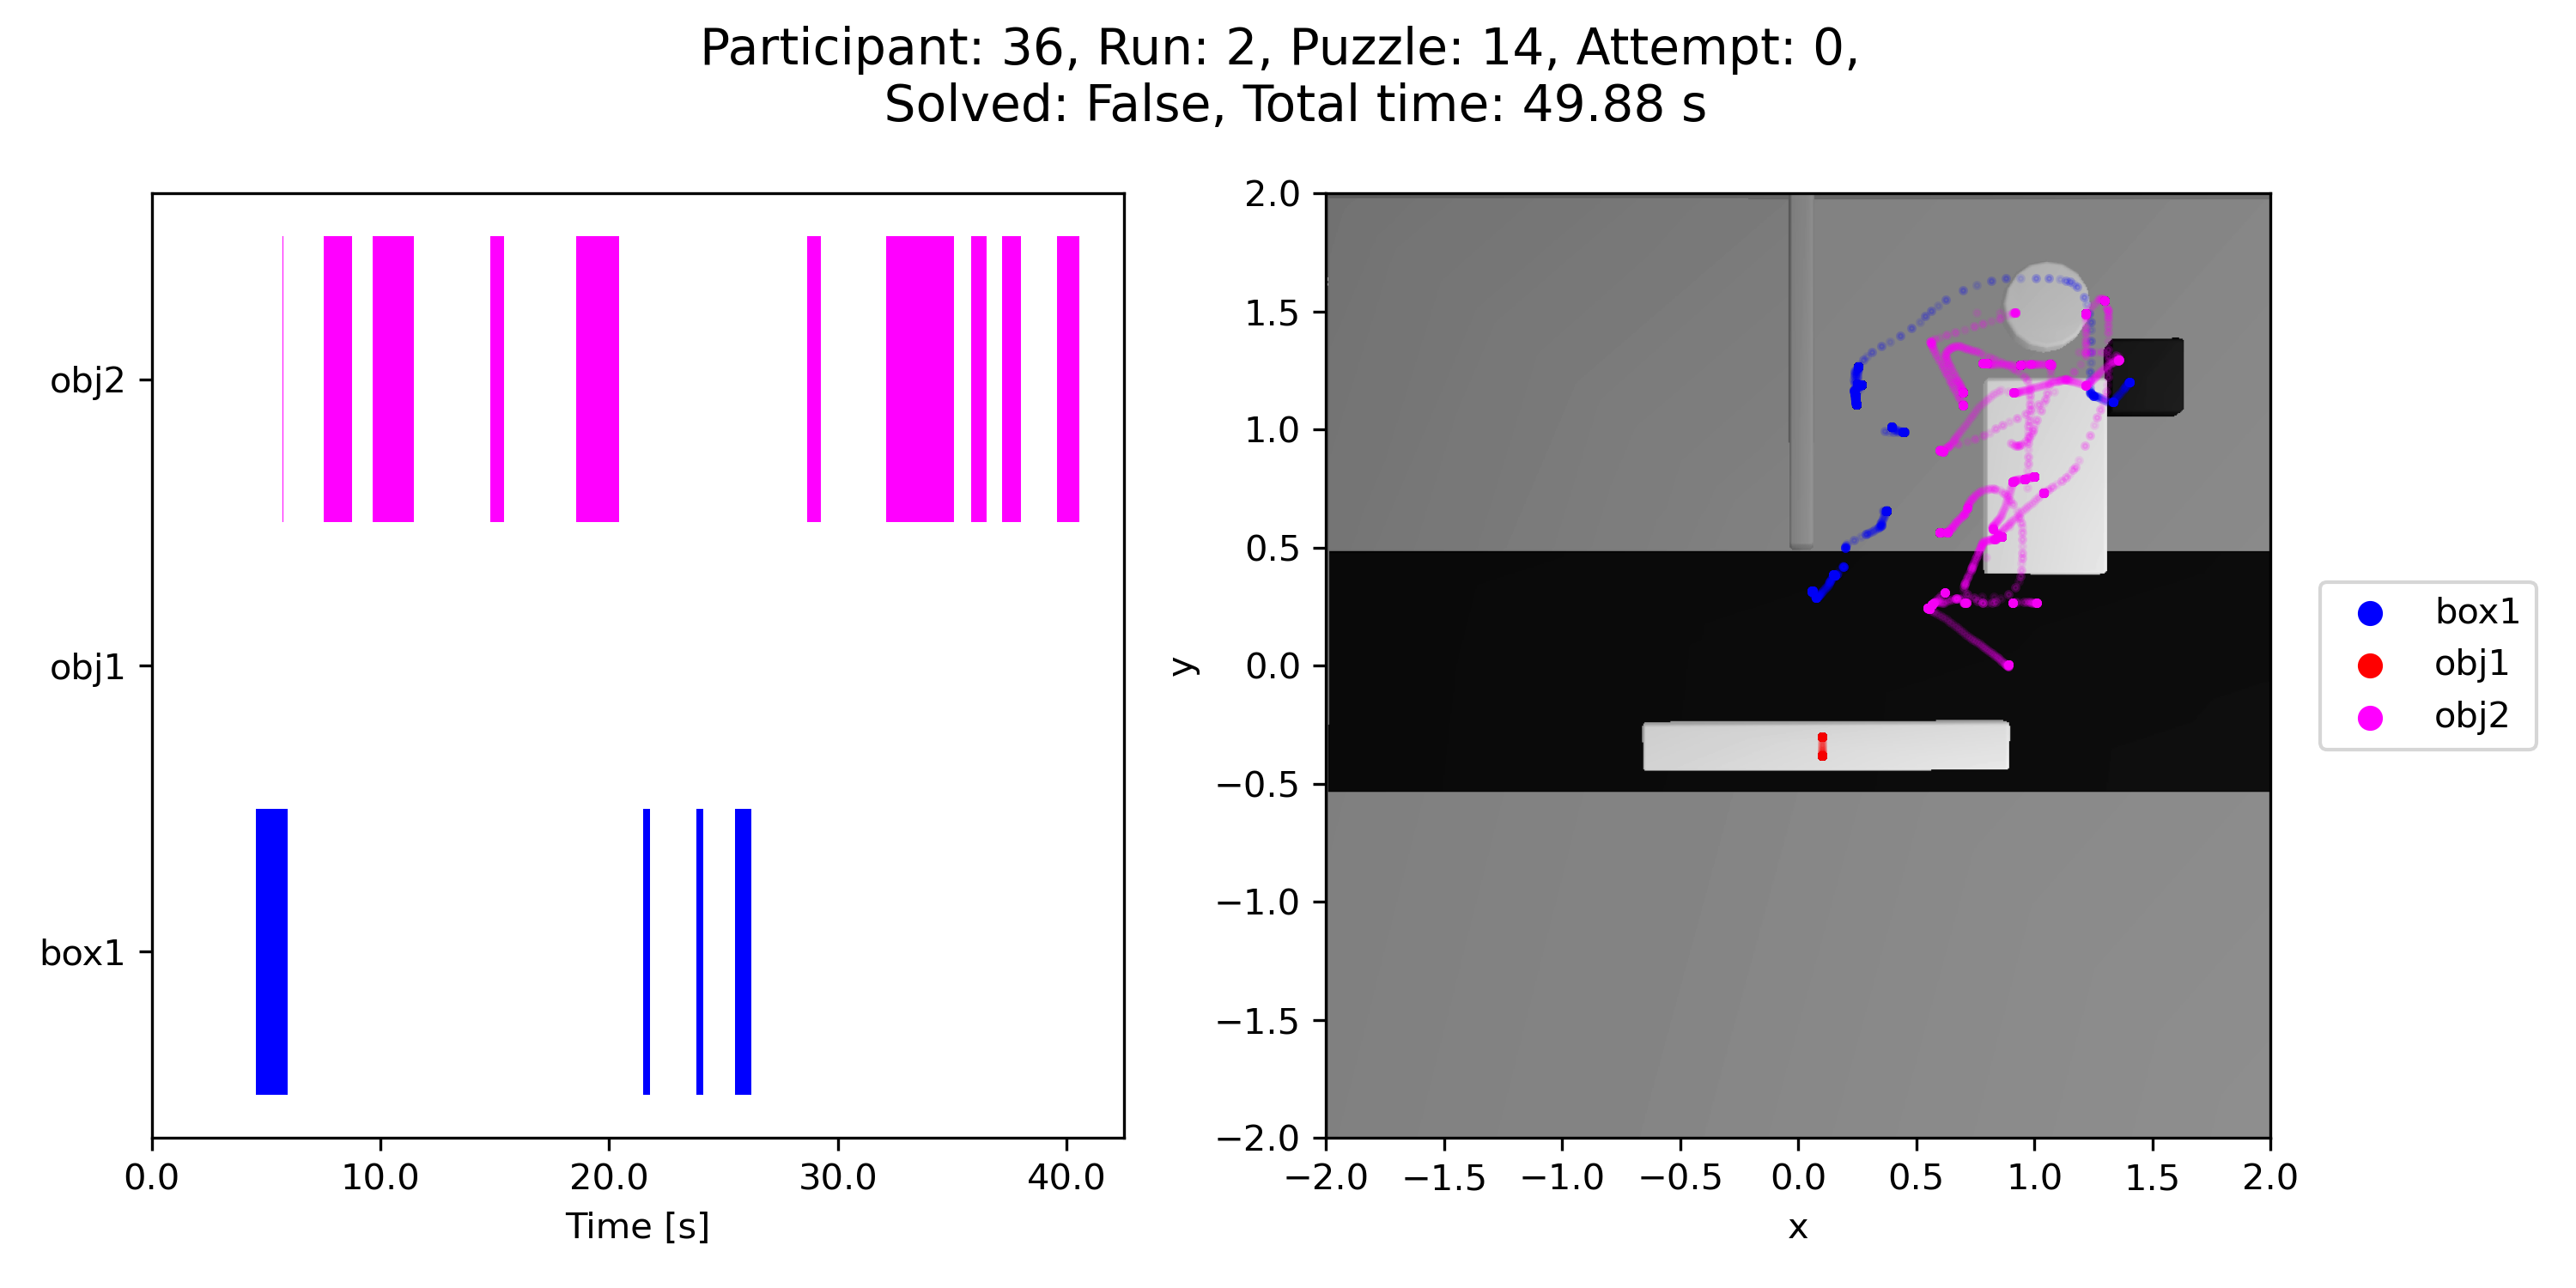 Participant: 36, Run: 2, Puzzle: 14, Attempt: 0,
Solved: False, Total time: 49.88 s
obj2
obj1
box1
0.0 10.0 20.0 30.0 40.0
Time [s]
2.0
1.5
1.0
0.5
0.0
−0.5
−1.0
−1.5
−2.0
y
−2.0 −1.5 −1.0 −0.5 0.0 0.5 1.0 1.5 2.0
x
box1
obj1
obj2